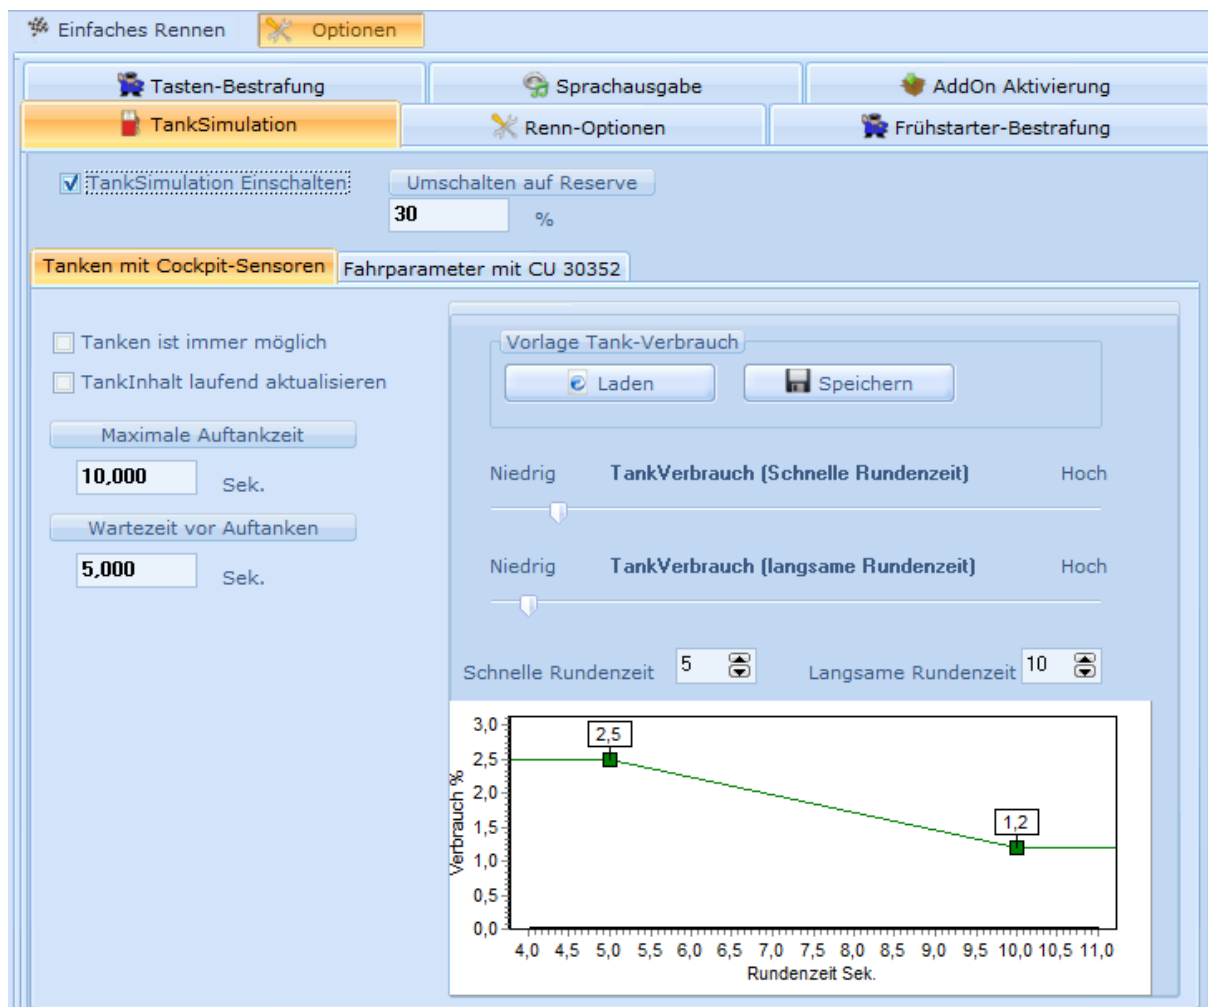 Einfaches Rennen Optionen
Tasten-Bestrafung Sprachausgabe AddOn Aktivierung
TankSimulation Renn-Optionen Frühstarter-Bestrafung
TankSimulation Einschalten Umschalten auf Reserve
30 %
Tanken mit Cockpit-Sensoren Fahrparameter mit CU 30352
Tanken ist immer möglich
TankInhalt laufend aktualisieren
Maximale Auftankzeit
10,000 Sek.
Wartezeit vor Auftanken
5,000 Sek.
Vorlage Tank-Verbrauch
Laden Speichern
Niedrig TankVerbrauch (Schnelle Rundenzeit) Hoch
Niedrig TankVerbrauch (langsame Rundenzeit) Hoch
Schnelle Rundenzeit 5 Langsame Rundenzeit 10
Verbrauch %
3,0
2,5
2,0
1,5
1,0
0,5
0,0
2,5
1,2
4,0 4,5 5,0 5,5 6,0 6,5 7,0 7,5 8,0 8,5 9,0 9,5 10,0 10,5 11,0
Rundenzeit Sek.